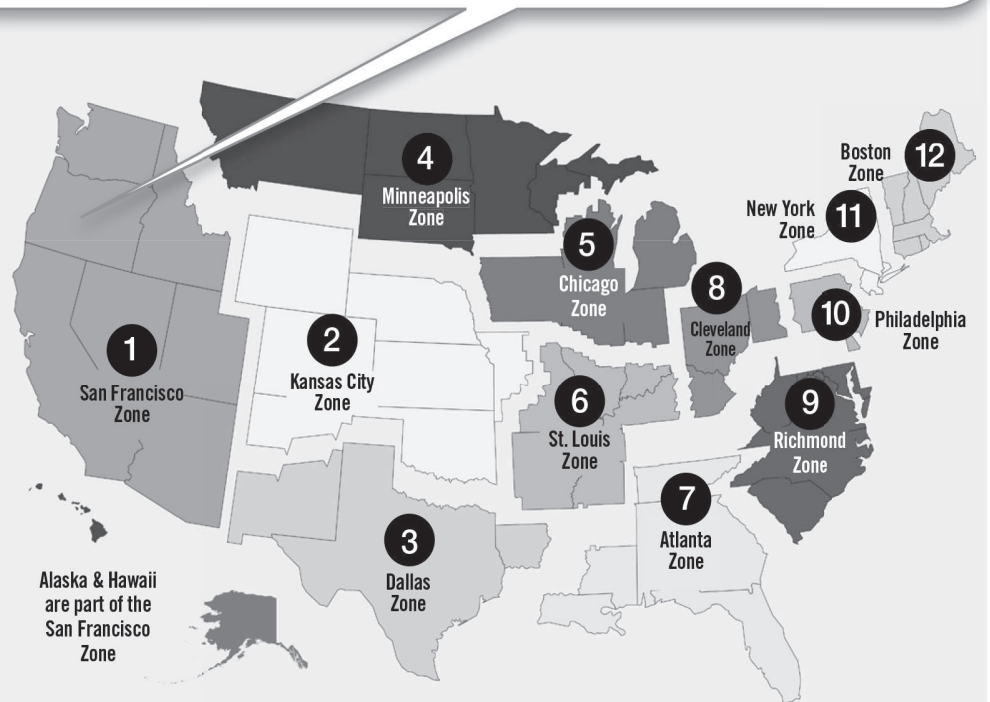 4
Minneapolis
Zone
Boston
Zone
12
New York
Zone
11
5
Chicago
Zone
8
Cleveland
Zone
10
Philadelphia
Zone
1
San Francisco
Zone
2
Kansas City
Zone
6
St. Louis
Zone
9
Richmond
Zone
7
Atlanta
Zone
3
Dallas
Zone
Alaska & Hawaii
are part of the
San Francisco
Zone